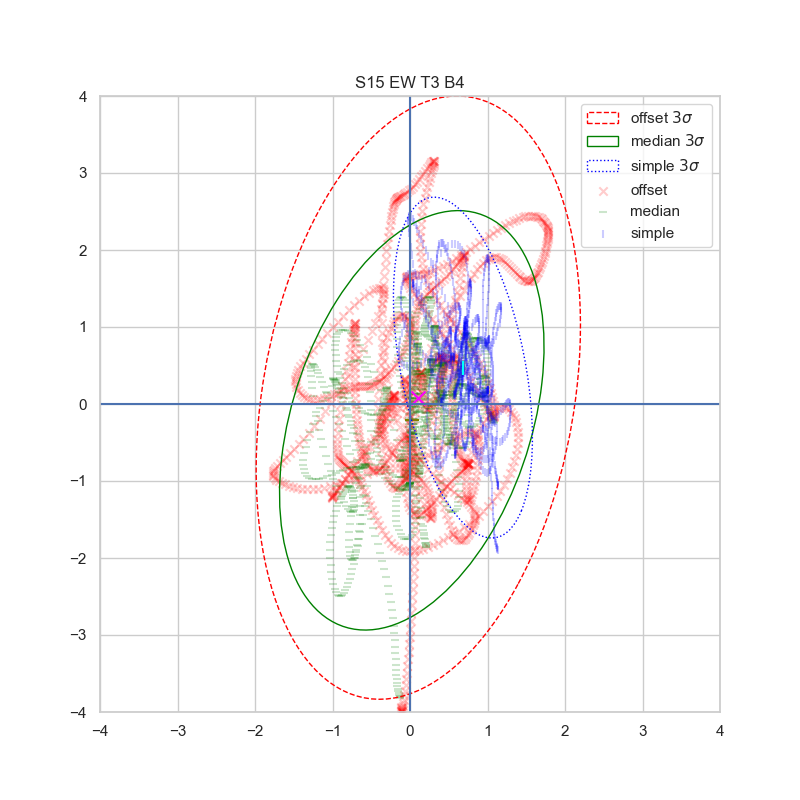 S15 EW T3 B4
4
3
2
1
0
−1
−2
−3
−4
−4
−3
−2
−1
0
1
2
3
4
offset 3σ
median 3σ
simple 3σ
offset
median
simple